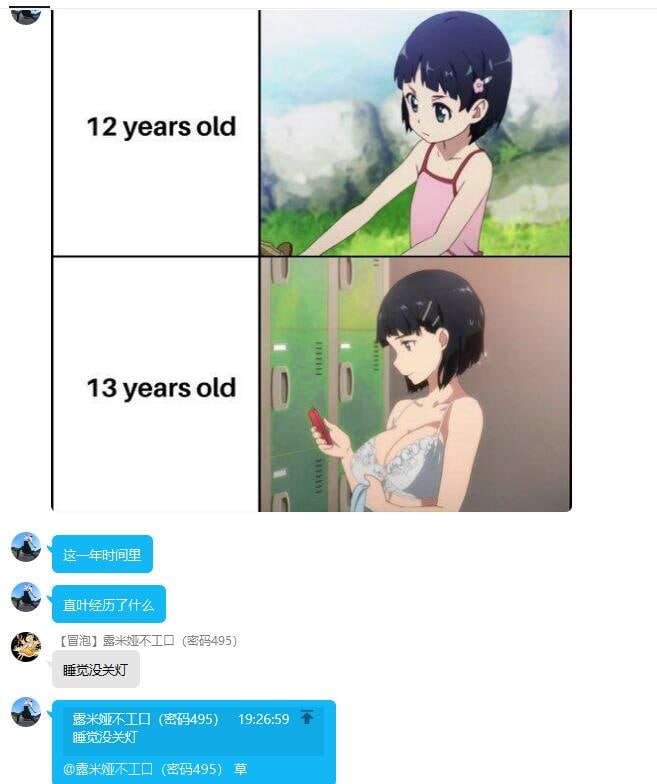 12 years old
13 years old
这一年时间里
直叶经历了什么
【冒泡】露米娅不工口（密码495）
睡觉没关灯
露米娅不工口（密码495） 19:26:59
睡觉没关灯
@露米娅不工口（密码495） 草